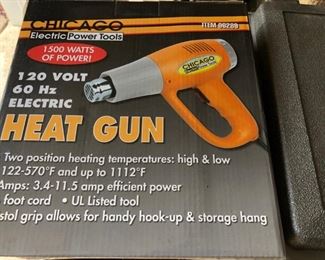 CHICAGO
Electric Power Tools
1500 WATTS
OF POWER!
120 VOLT
60 Hz
ELECTRIC
HEAT GUN
CHICAGO
Two position heating temperatures: high & low
122-570°F and up to 1112°F
Amps: 3.4-11.5 amp efficient power
foot cord • UL Listed tool
stol grip allows for handy hook-up & storage hang